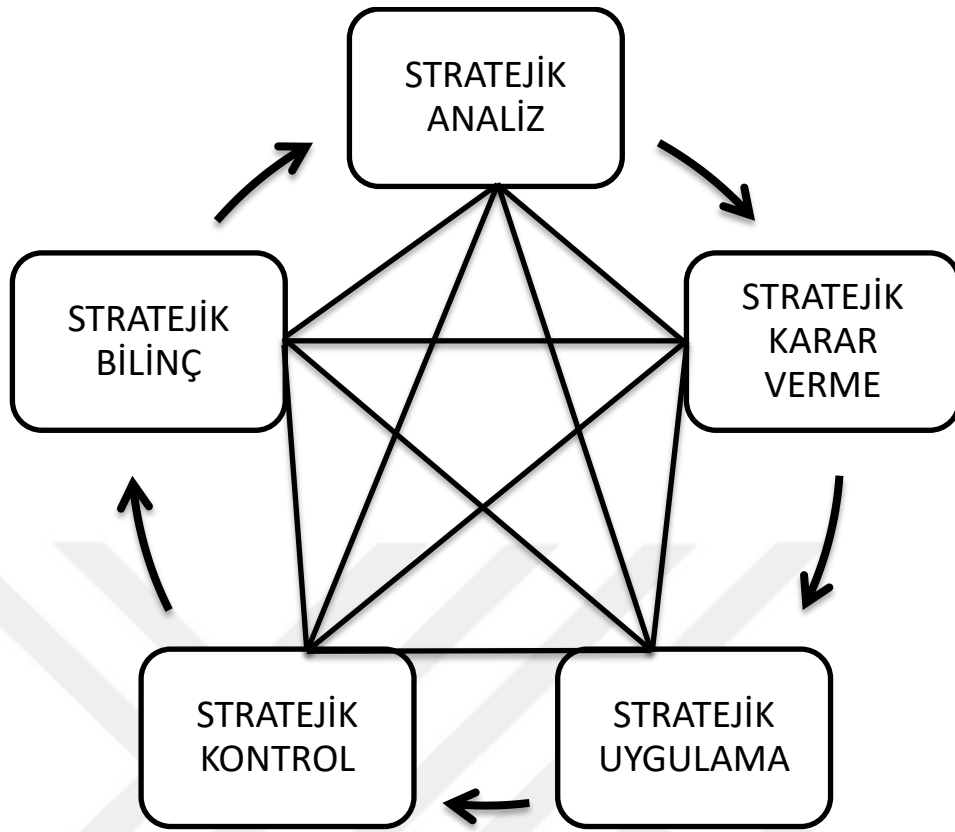 STRATEJİK
ANALİZ
STRATEJİK
KARAR
VERME
STRATEJİK
UYGULAMA
STRATEJİK
KONTROL
STRATEJİK
BİLİNÇ